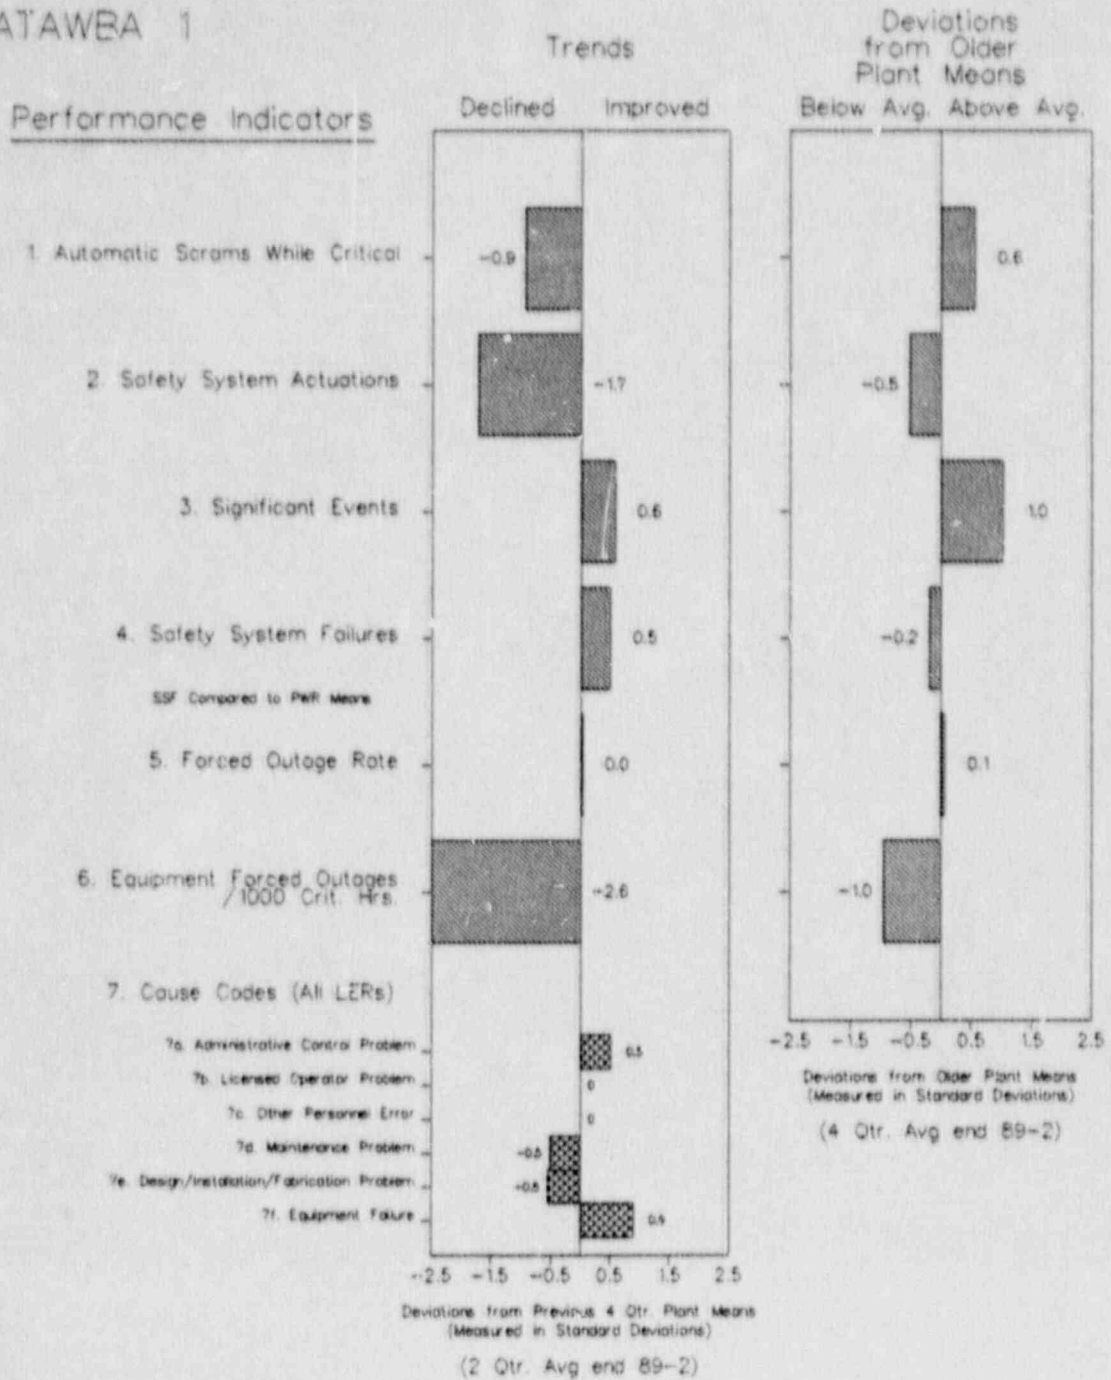 ATAWBA 1
Performance Indicators
Trends
Declined Improved
Deviations
from Older
Plant Means
Below Avg. Above Avg.
1. Automatic Scrams While Critical
-0.9
0.6
2. Safety System Actuations
-1.7
-0.5
3. Significant Events
0.6
1.0
4. Safety System Failures
0.5
-0.2
SSF Compared to PWR Means
5. Forced Outage Rate
0.0
0.1
6. Equipment Forced Outages
/1000 Crit. Hrs.
-2.6
-1.0
7. Cause Codes (All LERs)
7a. Administrative Control Problem
0.5
7b. Licensed Operator Problem
0
7c. Other Personnel Error
0
7d. Maintenance Problem
-0.5
7e. Design/Installation/Fabrication Problem
-0.5
7f. Equipment Failure
0.9
-2.5 -1.5 -0.5 0.5 1.5 2.5
Deviations from Previous 4 Qtr. Plant Means
(Measured in Standard Deviations)
(2 Qtr. Avg end 89-2)
-2.5 -1.5 -0.5 0.5 1.5 2.5
Deviations from Older Plant Means
(Measured in Standard Deviations)
(4 Qtr. Avg end 89-2)